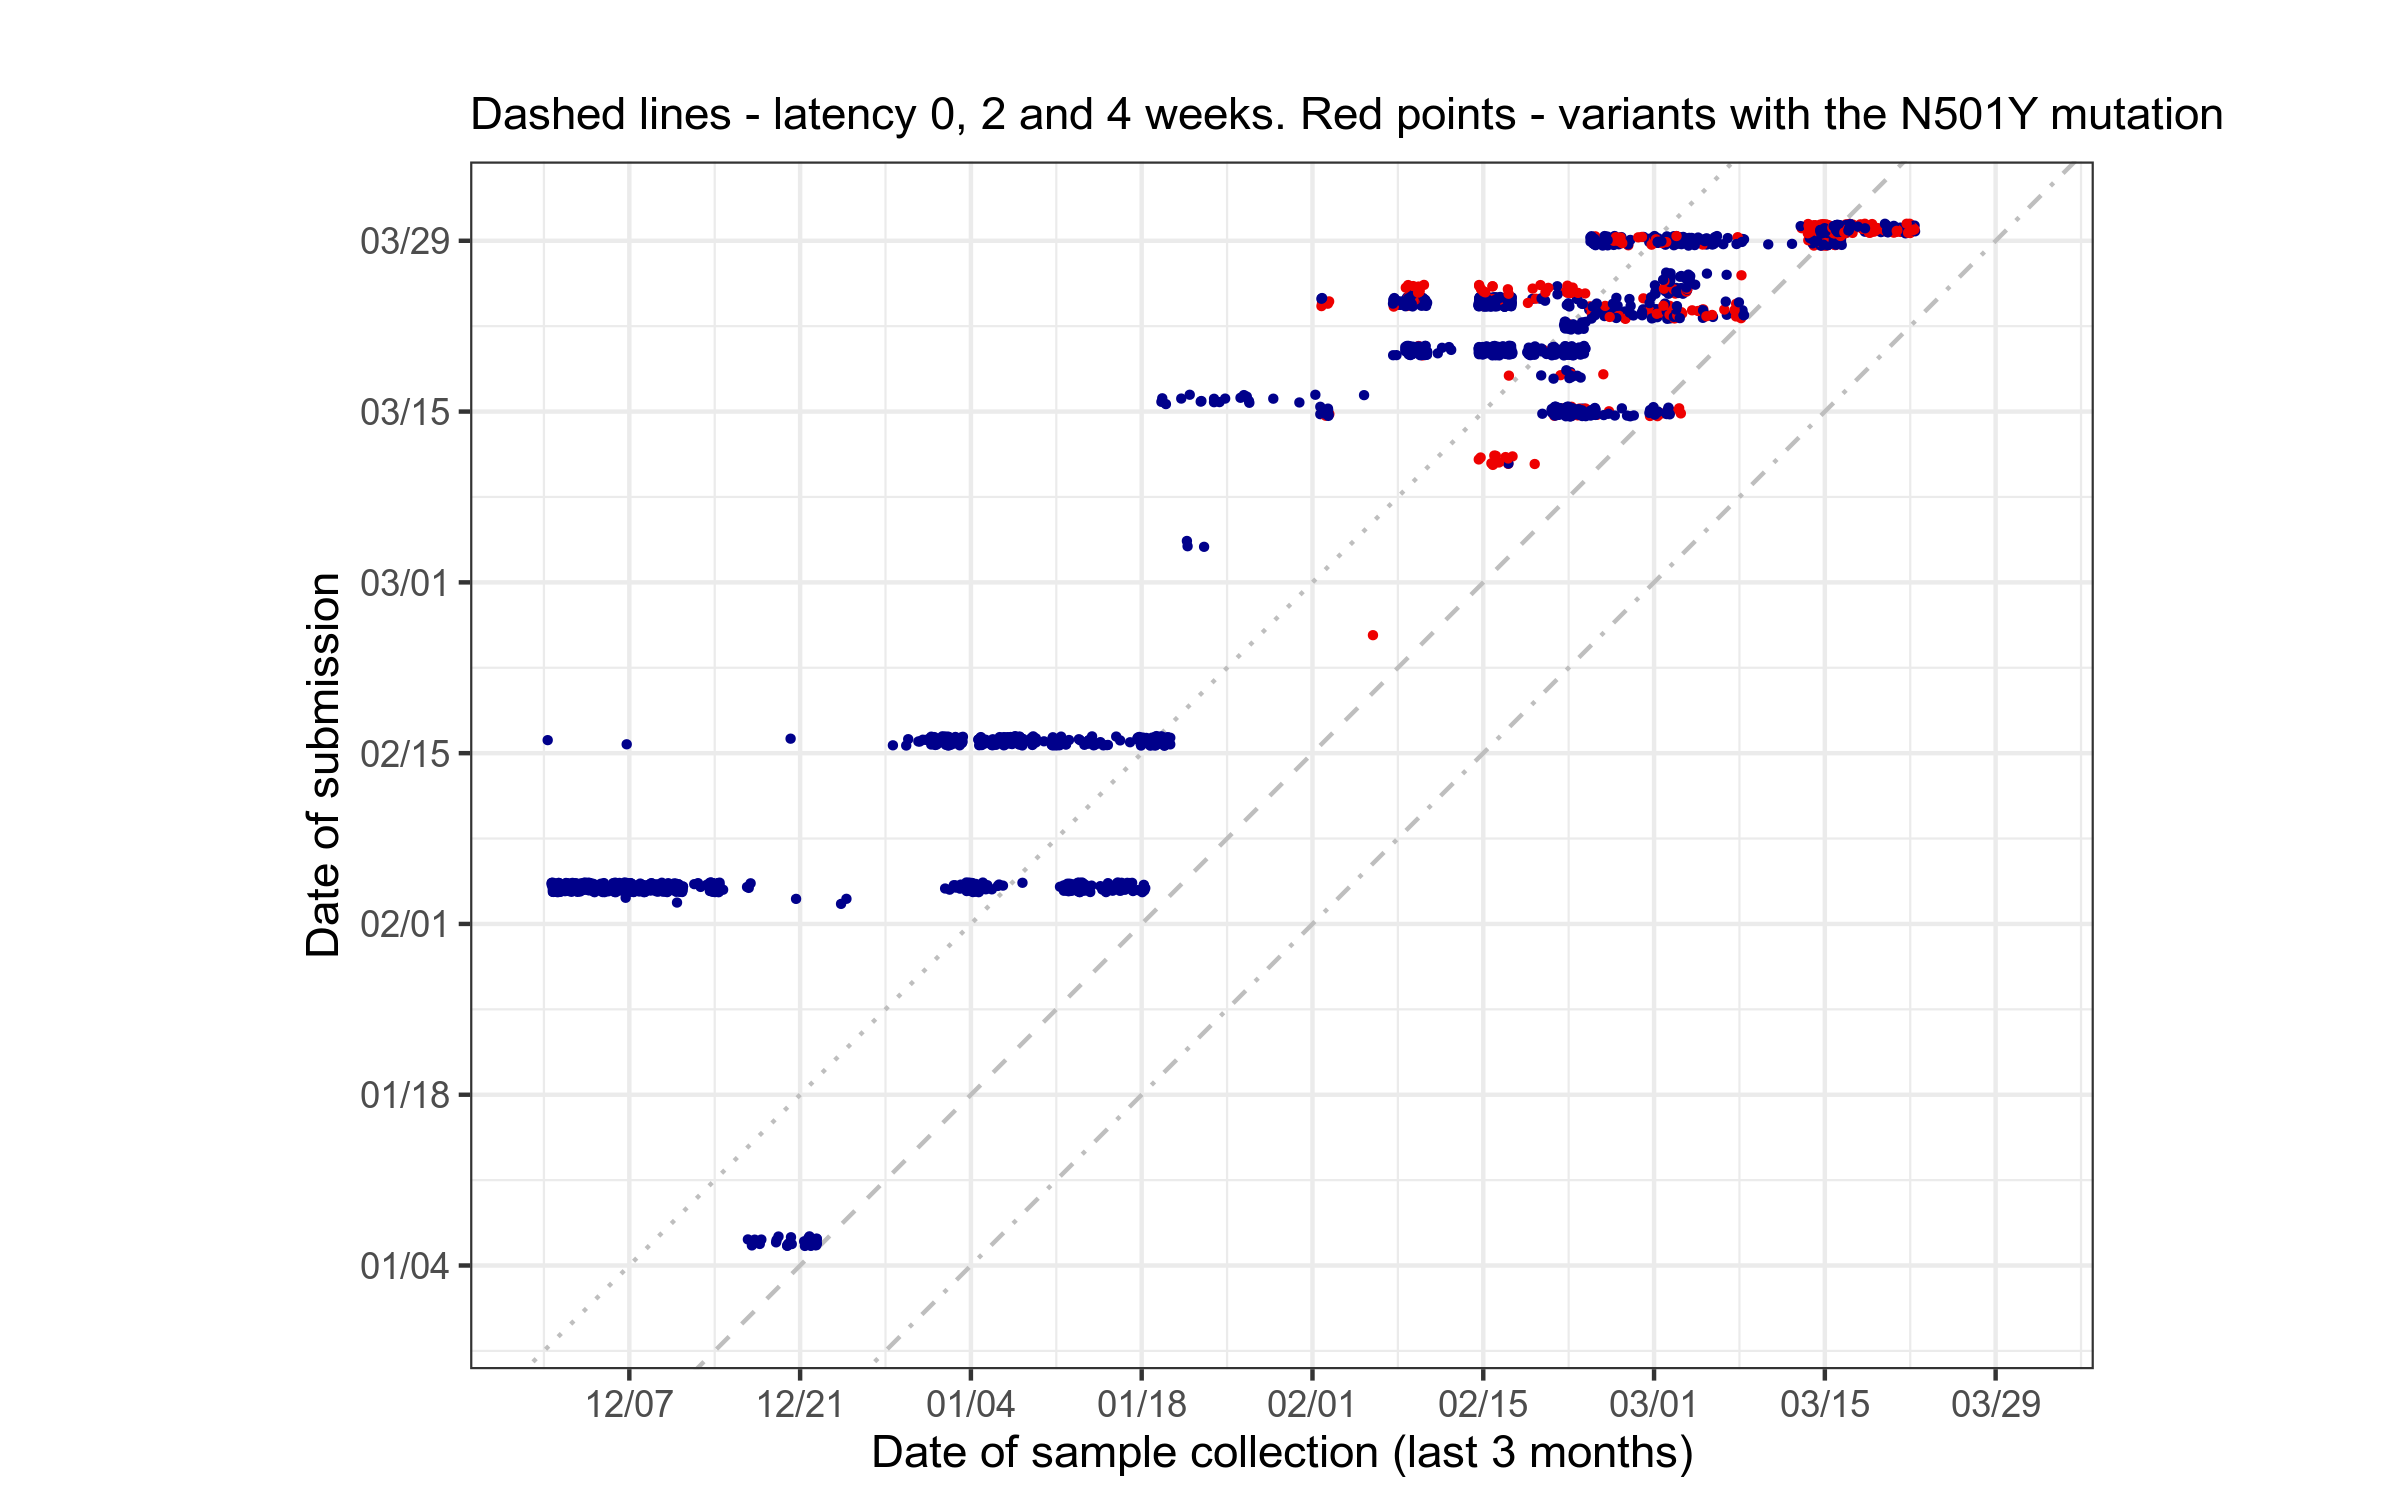 Dashed lines - latency 0, 2 and 4 weeks. Red points - variants with the N501Y mutation
Date of submission
03/29
03/15
03/01
02/15
02/01
01/18
01/04
12/07 12/21 01/04 01/18 02/01 02/15 03/01 03/15 03/29
Date of sample collection (last 3 months)